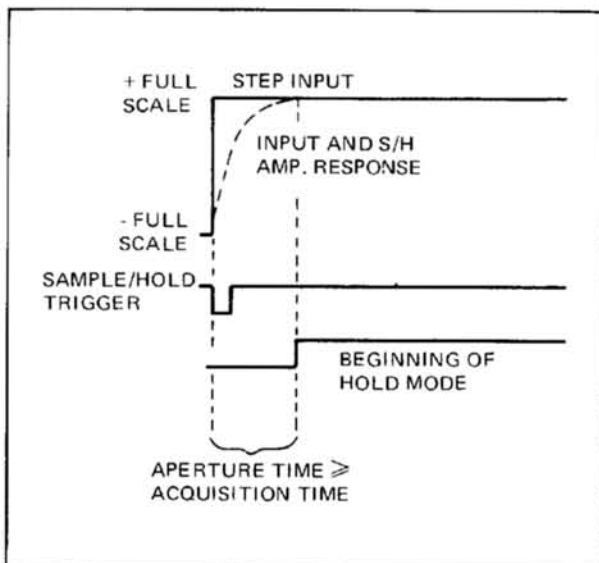 + FULL
SCALE
STEP INPUT
INPUT AND S/H
AMP. RESPONSE
- FULL
SCALE
SAMPLE/HOLD
TRIGGER
BEGINNING OF
HOLD MODE
APERTURE TIME ⩾
ACQUISITION TIME